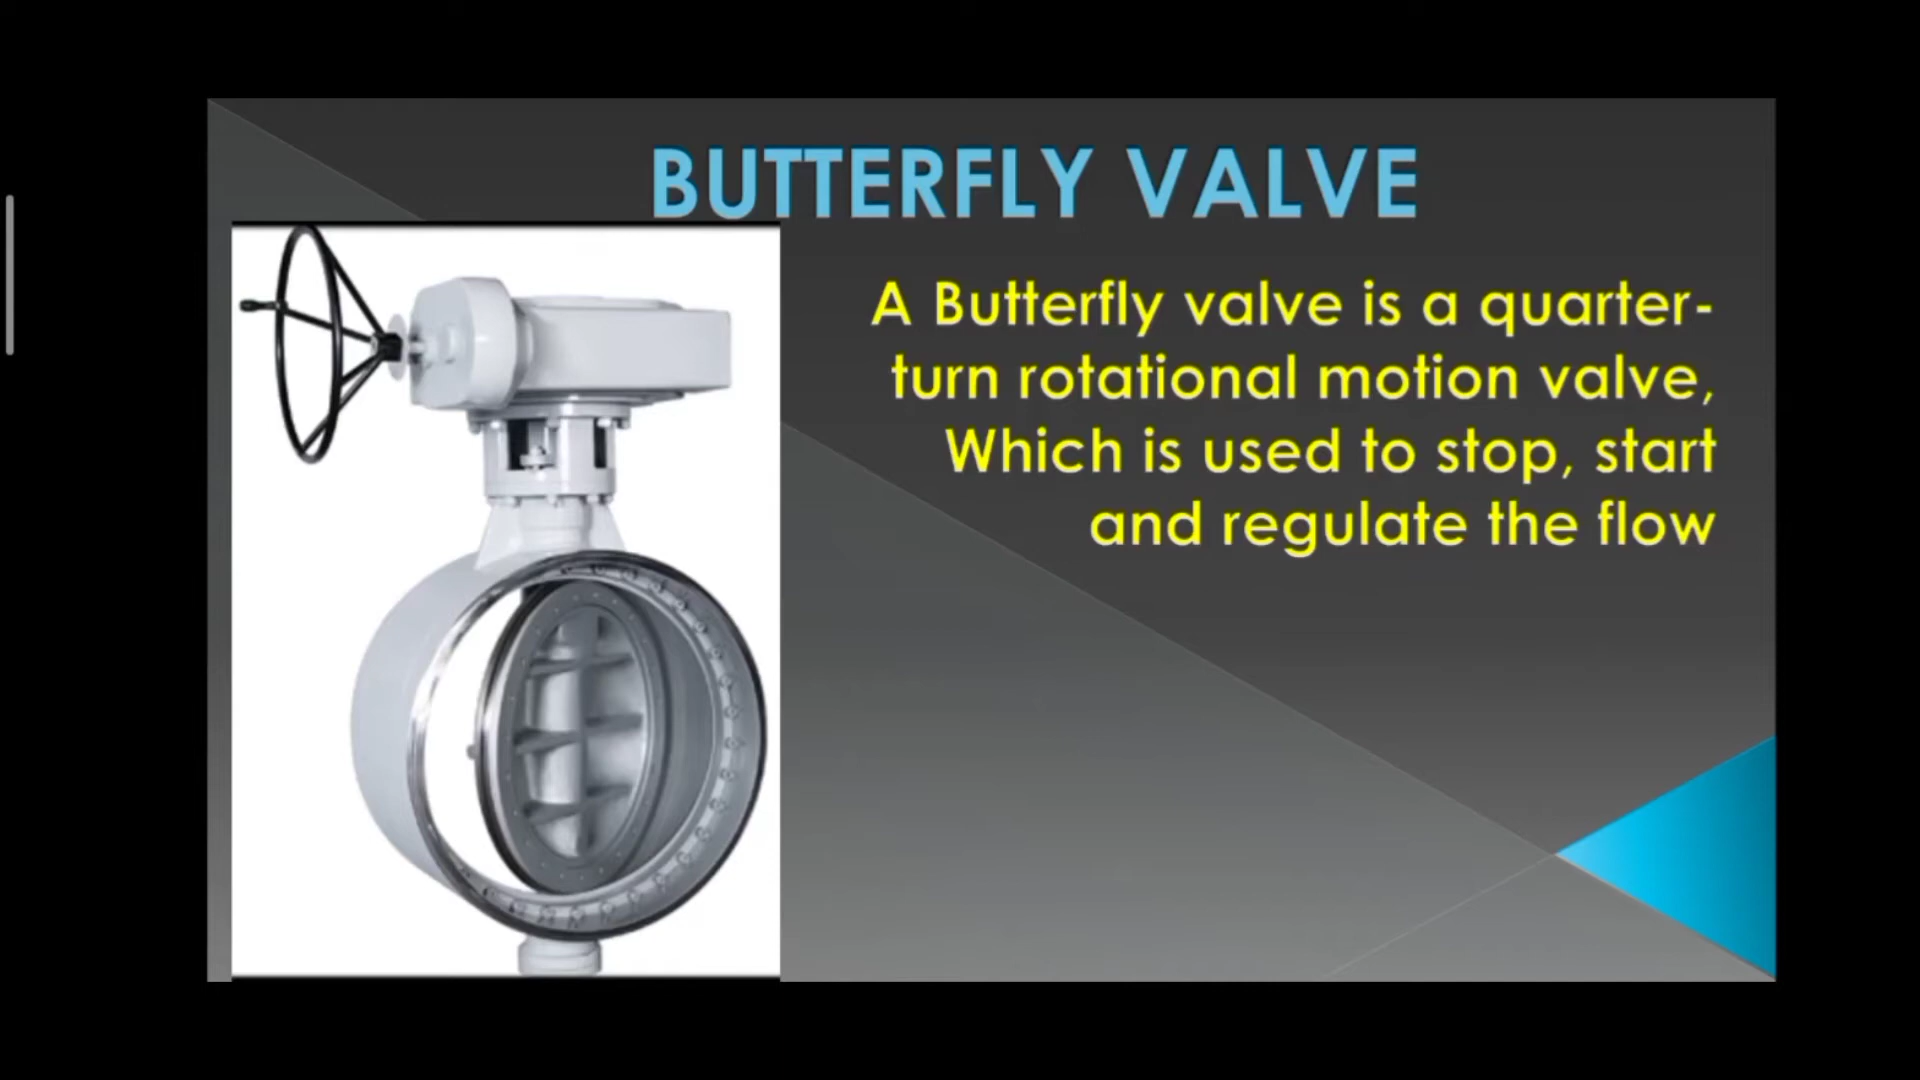 BUTTERFLY VALVE
A Butterfly valve is a quarter-
turn rotational motion valve,
Which is used to stop, start
and regulate the flow